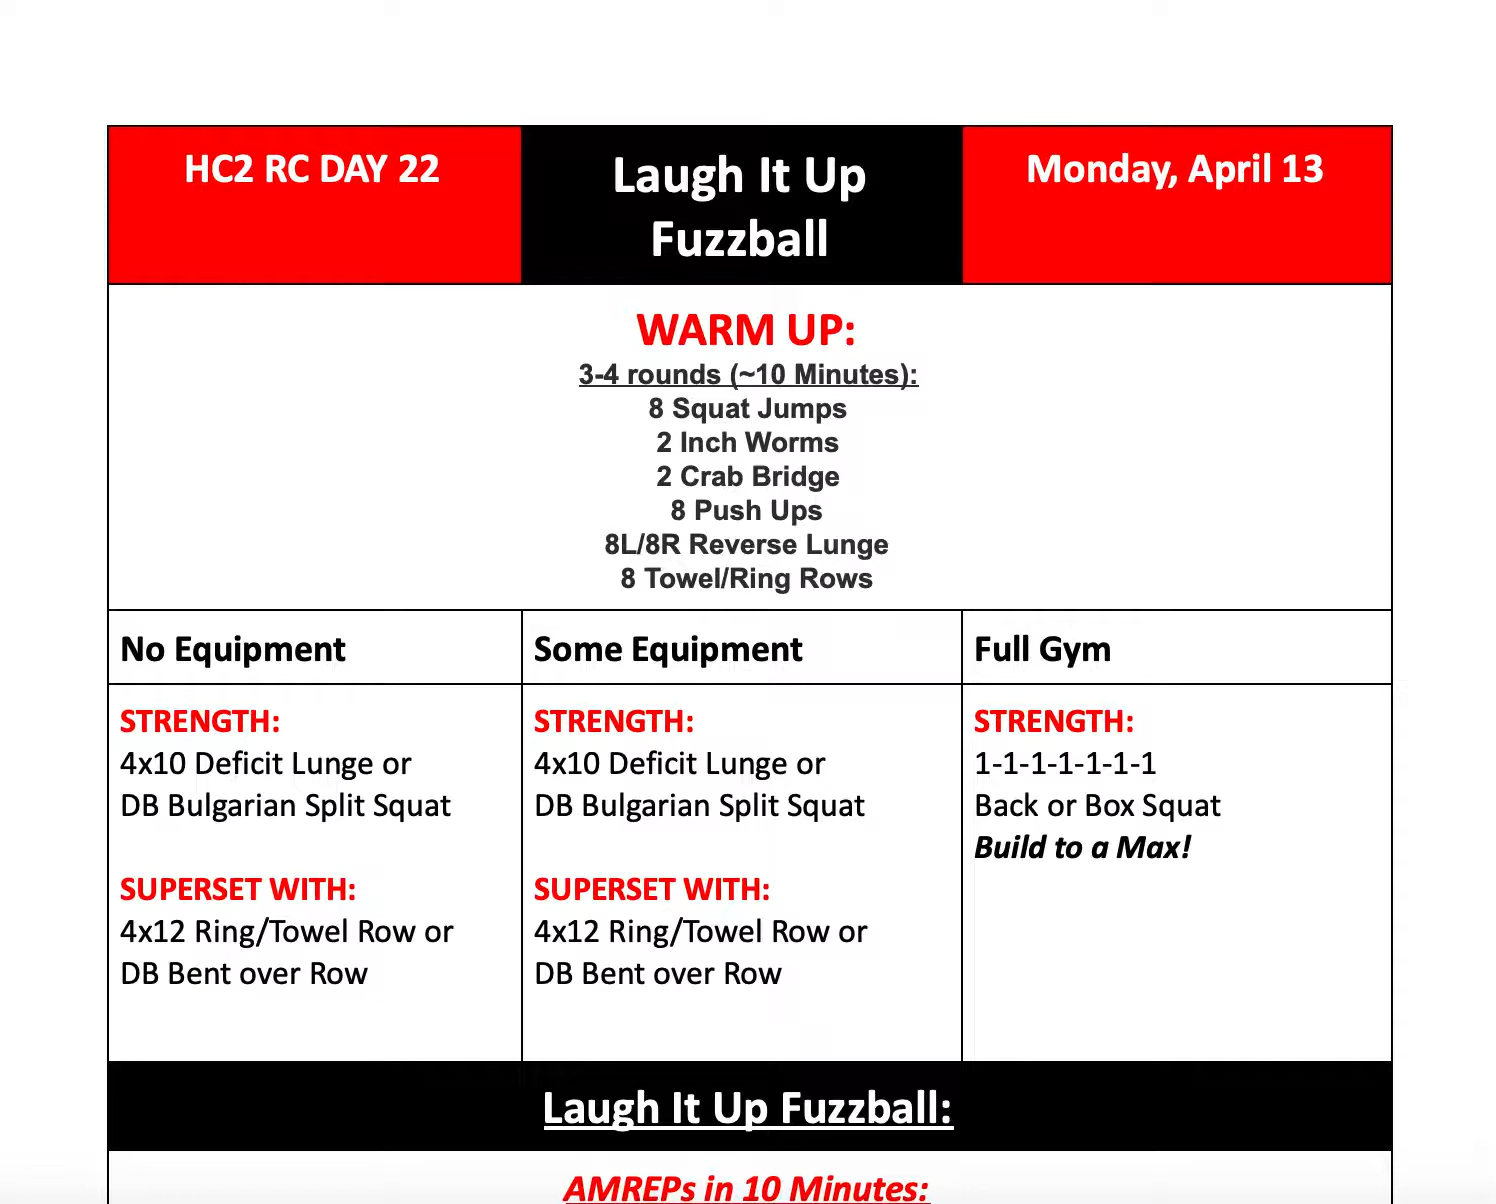 HC2 RC DAY 22
Laugh It Up
Fuzzball
Monday, April 13
WARM UP:
3-4 rounds (~10 Minutes):
8 Squat Jumps
2 Inch Worms
2 Crab Bridge
8 Push Ups
8L/8R Reverse Lunge
8 Towel/Ring Rows
No Equipment
Some Equipment
Full Gym
STRENGTH:
4x10 Deficit Lunge or
DB Bulgarian Split Squat
SUPERSET WITH:
4x12 Ring/Towel Row or
DB Bent over Row
STRENGTH:
4x10 Deficit Lunge or
DB Bulgarian Split Squat
SUPERSET WITH:
4x12 Ring/Towel Row or
DB Bent over Row
STRENGTH:
1-1-1-1-1-1-1
Back or Box Squat
Build to a Max!
Laugh It Up Fuzzball:
AMREPs in 10 Minutes: